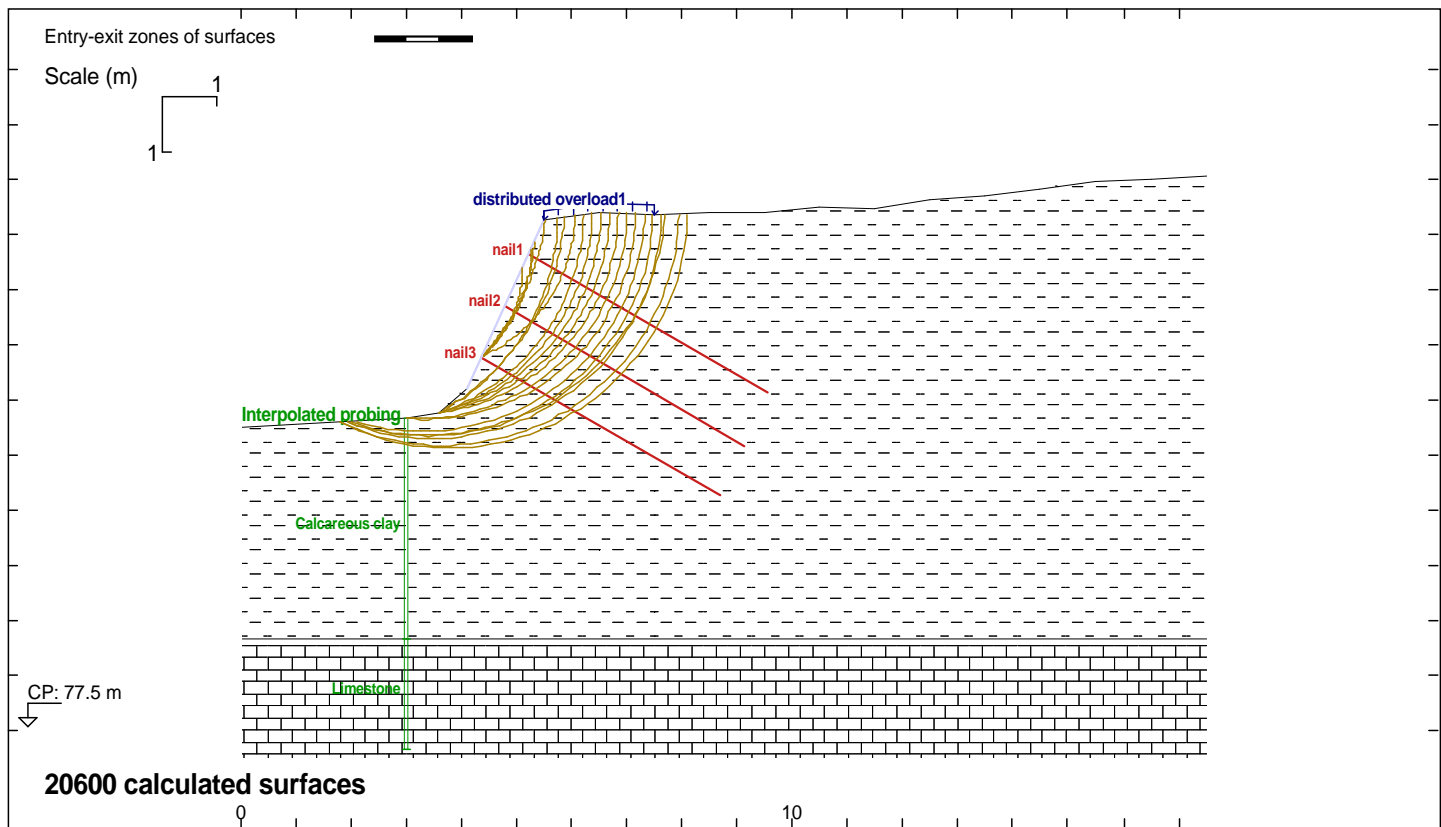 Entry-exit zones of surfaces
Scale (m)
1
1
distributed overload1
nail1
nail2
nail3
Interpolated probing
Calcareous clay
Limestone
CP: 77.5 m
20600 calculated surfaces
0
10